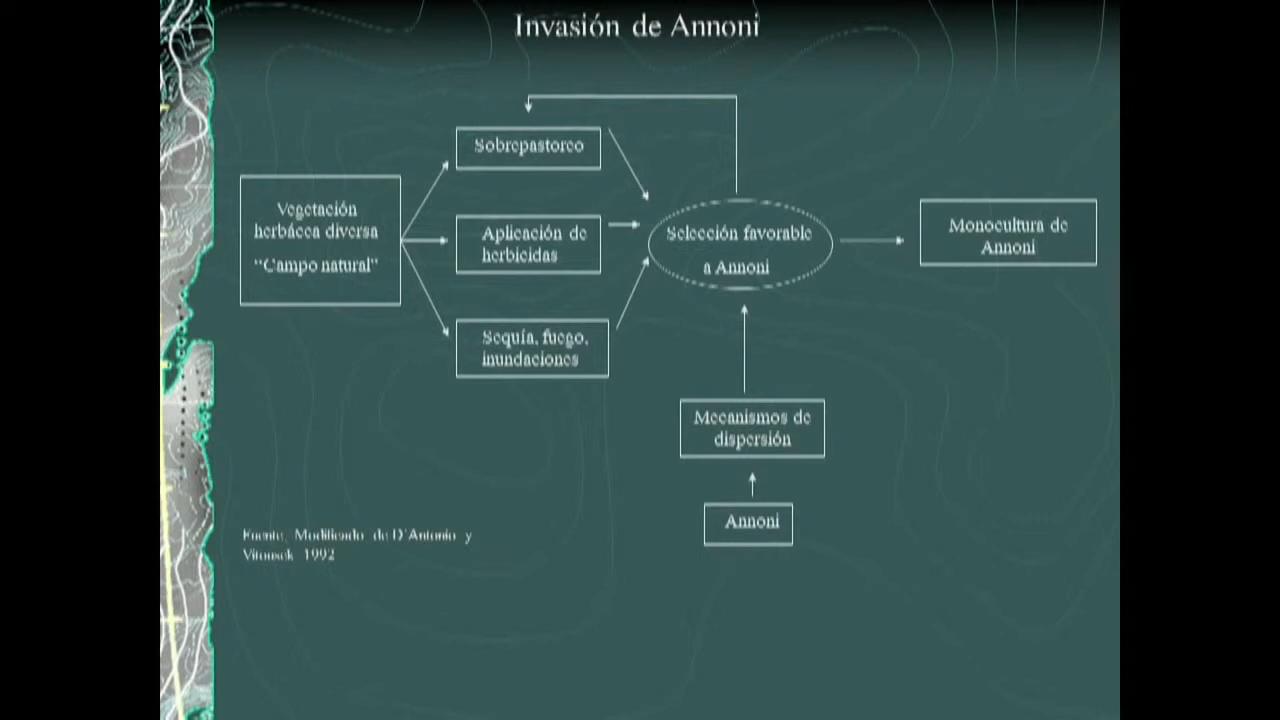 Invasión de Annoni
Sobrepastoreo
Vegetación
herbácea diversa
“Campo natural”
Aplicación de
herbicidas
Selección favorable
a Annoni
Monocultura de
Annoni
Sequía, fuego,
inundaciones
Mecanismos de
dispersión
Annoni
Fuente: Modificado de D'Antonio y
Vitousek 1992